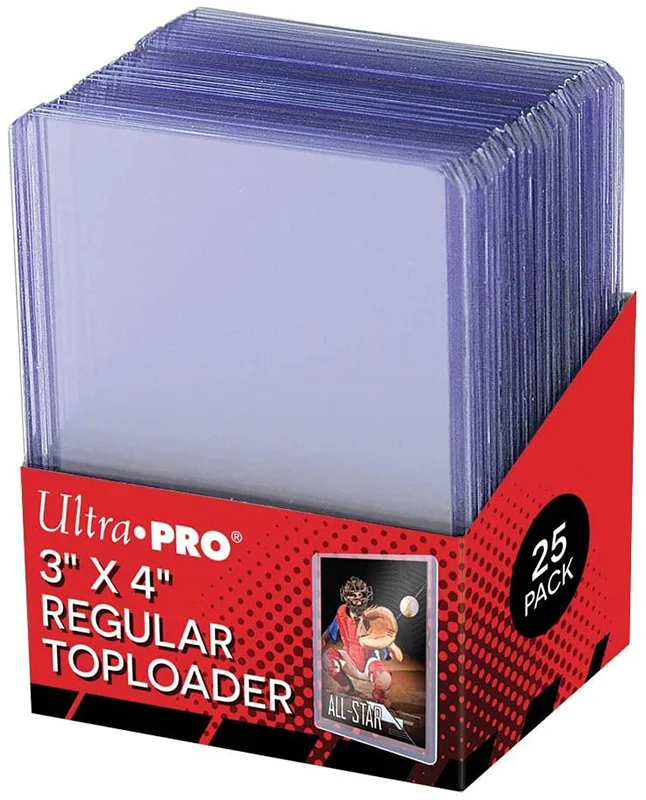 Ultra•PRO®
3" X 4"
REGULAR
TOPLOADER
ALL-STAR
25
PACK